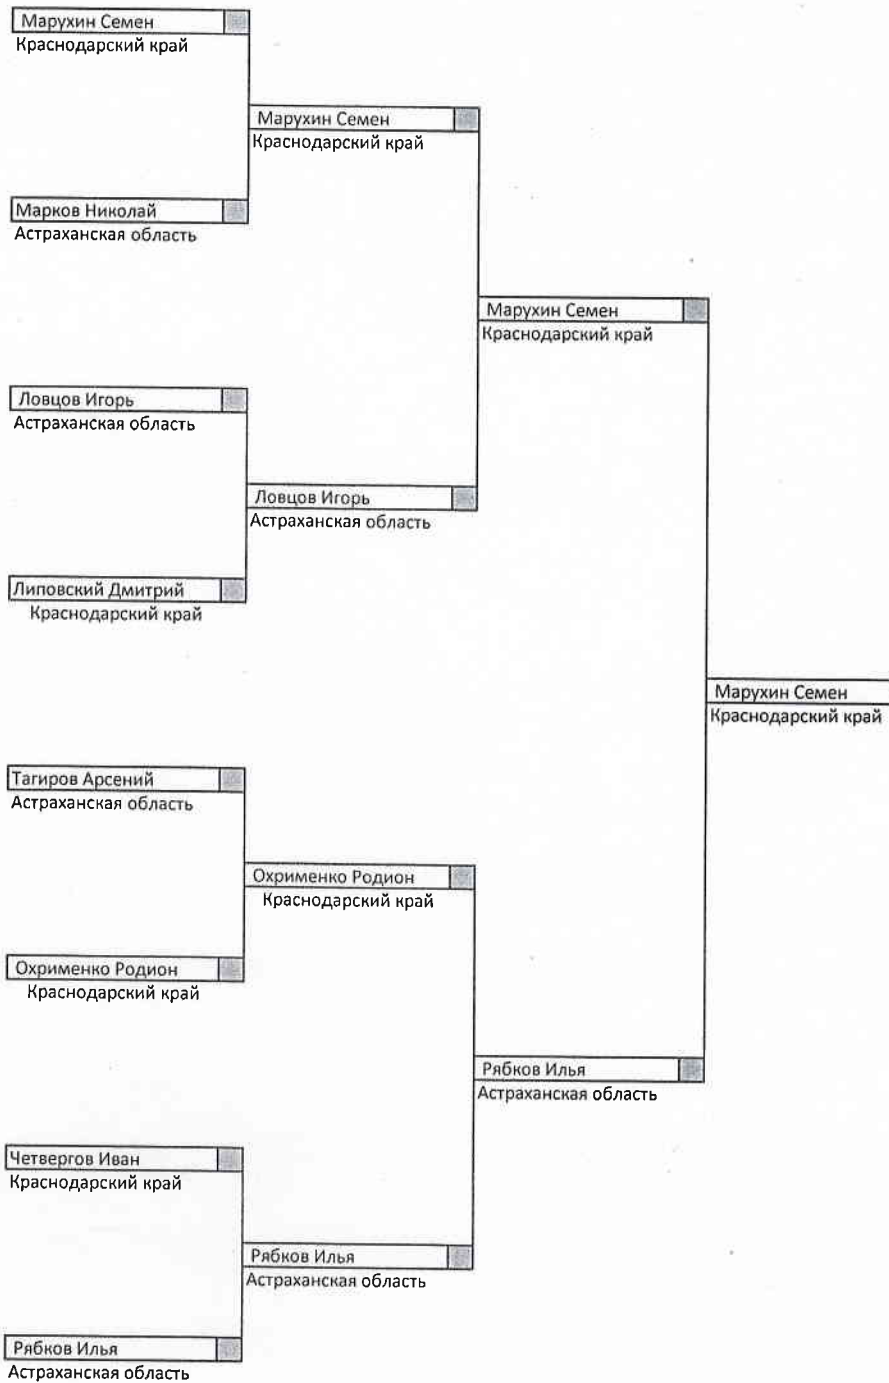 Марухин Семен
Краснодарский край
Марухин Семен
Краснодарский край
Марков Николай
Астраханская область
Марухин Семен
Краснодарский край
Ловцов Игорь
Астраханская область
Ловцов Игорь
Астраханская область
Липовский Дмитрий
Краснодарский край
Марухин Семен
Краснодарский край
Тагиров Арсений
Астраханская область
Охрименко Родион
Краснодарский край
Охрименко Родион
Краснодарский край
Рябков Илья
Астраханская область
Четвергов Иван
Краснодарский край
Рябков Илья
Астраханская область
Рябков Илья
Астраханская область